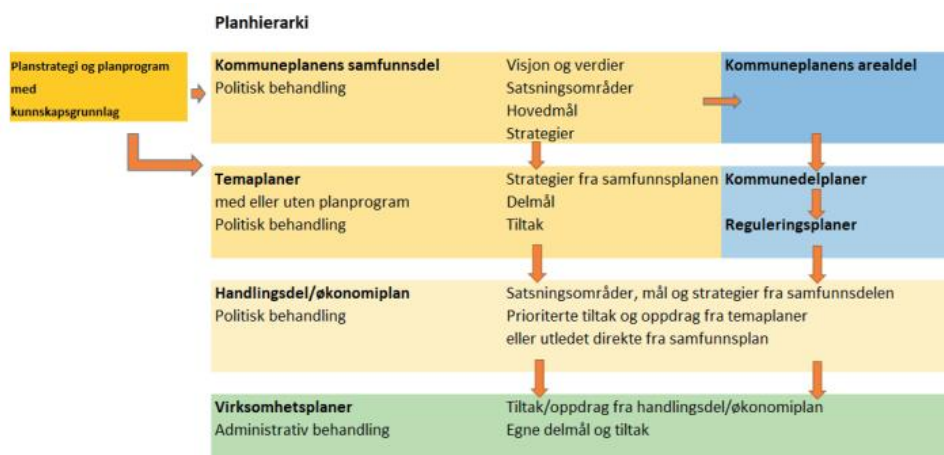 Planhierarki
Planstrategi og planprogram
med
kunnskapsgrunnlag
Kommuneplanens samfunnsdel
Politisk behandling
Visjon og verdier
Satsningsområder
Hovedmål
Strategier
Kommuneplanens arealdel
Temaplaner
med eller uten planprogram
Politisk behandling
Strategier fra samfunnsplanen
Delmål
Tiltak
Kommunedelplaner
Reguleringsplaner
Handlingsdel/økonomiplan
Politisk behandling
Satsningsområder, mål og strategier fra samfunnsdelen
Prioriterte tiltak og oppdrag fra temaplaner
eller utledet direkte fra samfunnsplan
Virksomhetsplaner
Administrativ behandling
Tiltak/oppdrag fra handlingsdel/økonomiplan
Egne delmål og tiltak